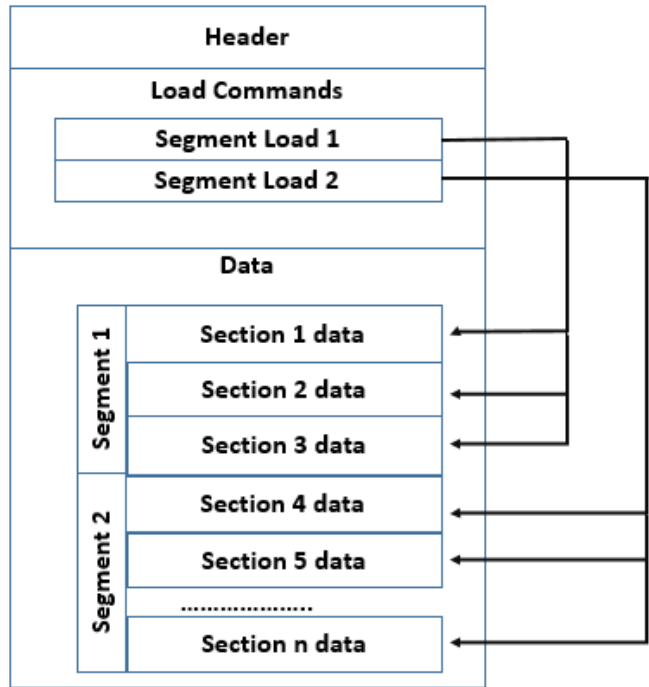 Header
Load Commands
Segment Load 1
Segment Load 2
Data
Segment 1
Section 1 data
Section 2 data
Section 3 data
Segment 2
Section 4 data
Section 5 data
....................
Section n data